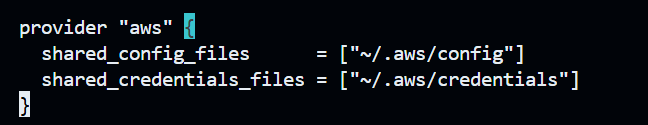 provider "aws" {
  shared_config_files      = ["~/.aws/config"]
  shared_credentials_files = ["~/.aws/credentials"]
}